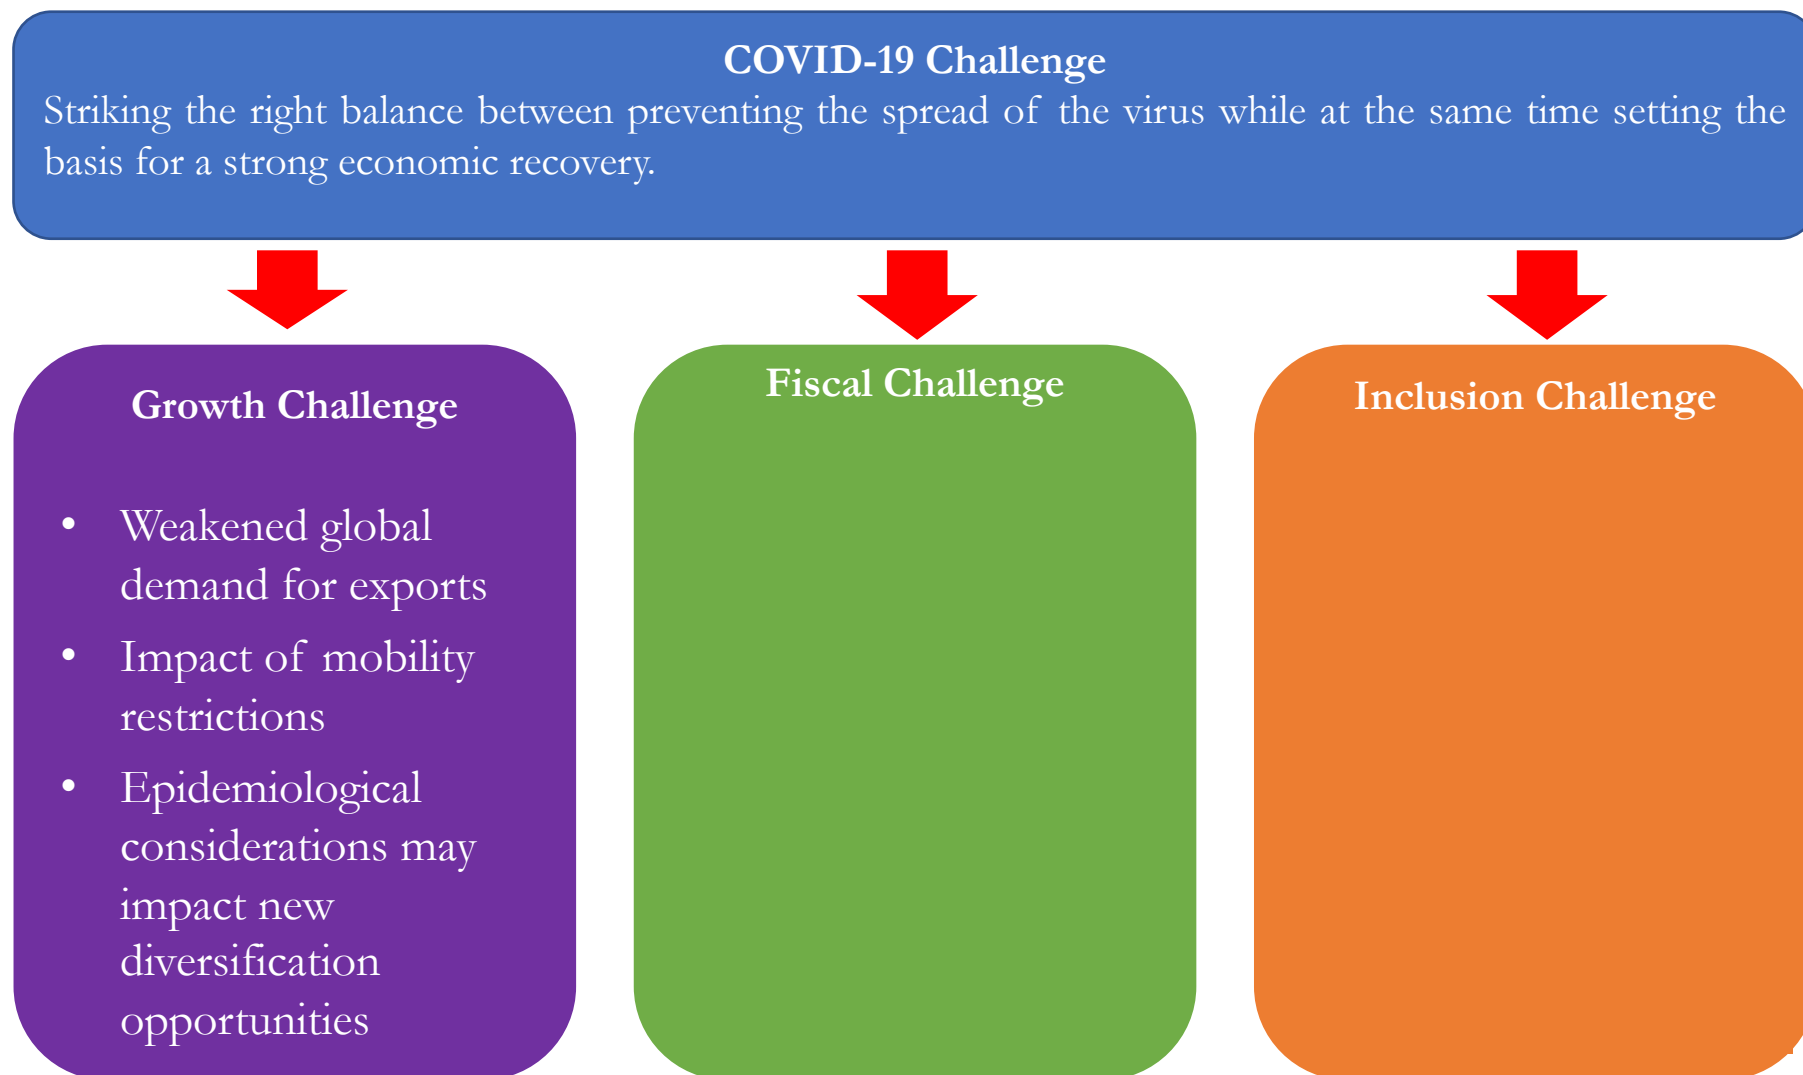 COVID-19 Challenge
Striking the right balance between preventing the spread of the virus while at the same time setting the
basis for a strong economic recovery.
Growth Challenge
• Weakened global
demand for exports
• Impact of mobility
restrictions
• Epidemiological
considerations may
impact new
diversification
opportunities
Fiscal Challenge
Inclusion Challenge